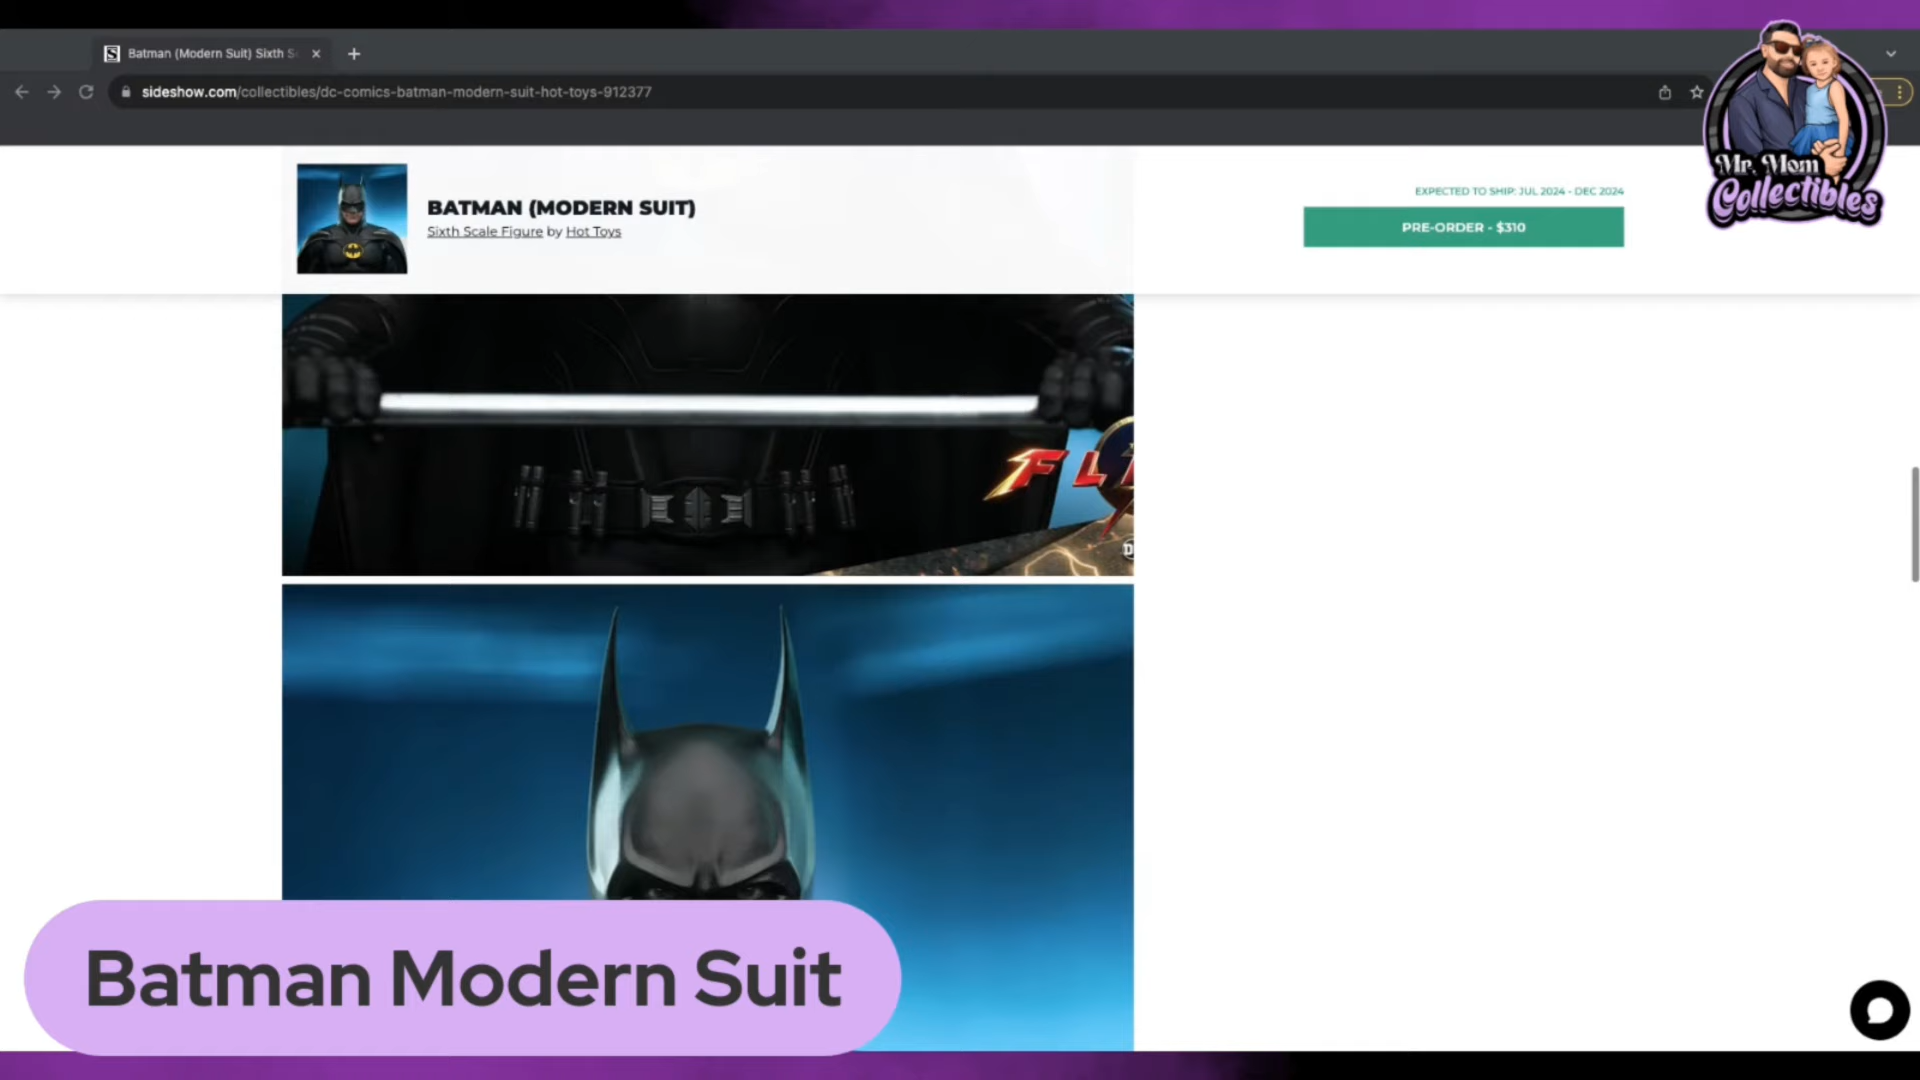 Batman (Modern Suit) Sixth S
sideshow.com/collectibles/dc-comics-batman-modern-suit-hot-toys-912377
Mr. Mom
Collectibles
BATMAN (MODERN SUIT)
Sixth Scale Figure by Hot Toys
EXPECTED TO SHIP: JUL 2024 - DEC 2024
PRE-ORDER - $310
FL
D
Batman Modern Suit